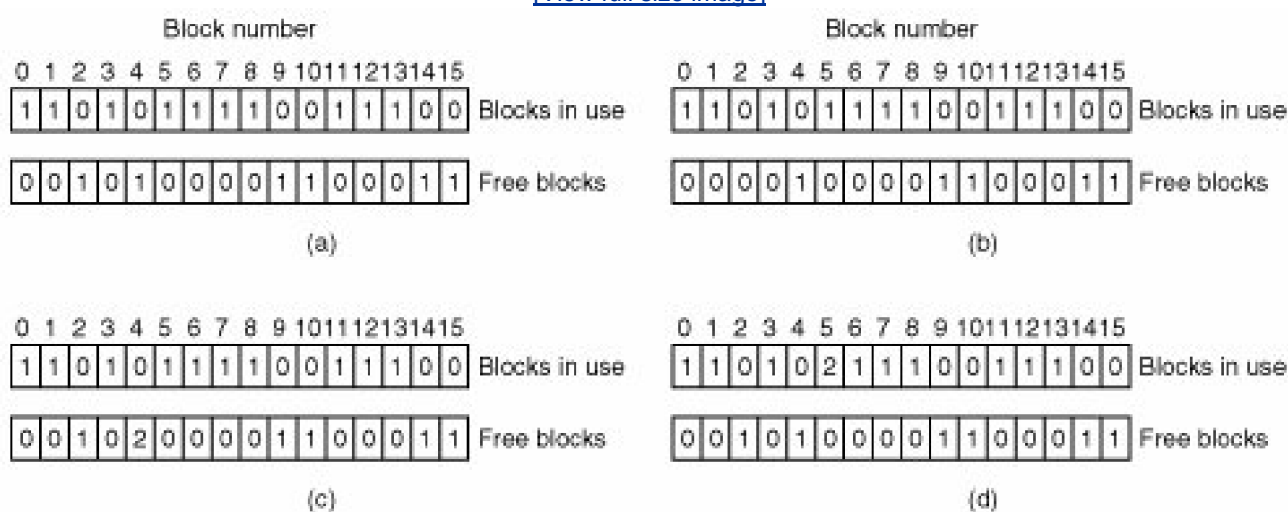 [View full size image]
Block number
0 1 2 3 4 5 6 7 8 9 10 11 12 13 14 15
1 1 0 1 0 1 1 1 1 0 0 1 1 1 0 0 Blocks in use
0 0 1 0 1 0 0 0 0 1 1 0 0 0 1 1 Free blocks
(a)
Block number
0 1 2 3 4 5 6 7 8 9 10 11 12 13 14 15
1 1 0 1 0 1 1 1 1 0 0 1 1 1 0 0 Blocks in use
0 0 0 0 1 0 0 0 0 1 1 0 0 0 1 1 Free blocks
(b)
0 1 2 3 4 5 6 7 8 9 10 11 12 13 14 15
1 1 0 1 0 1 1 1 1 0 0 1 1 1 0 0 Blocks in use
0 0 1 0 2 0 0 0 0 1 1 0 0 0 1 1 Free blocks
(c)
0 1 2 3 4 5 6 7 8 9 10 11 12 13 14 15
1 1 0 1 0 2 1 1 1 0 0 1 1 1 0 0 Blocks in use
0 0 1 0 1 0 0 0 0 1 1 0 0 0 1 1 Free blocks
(d)